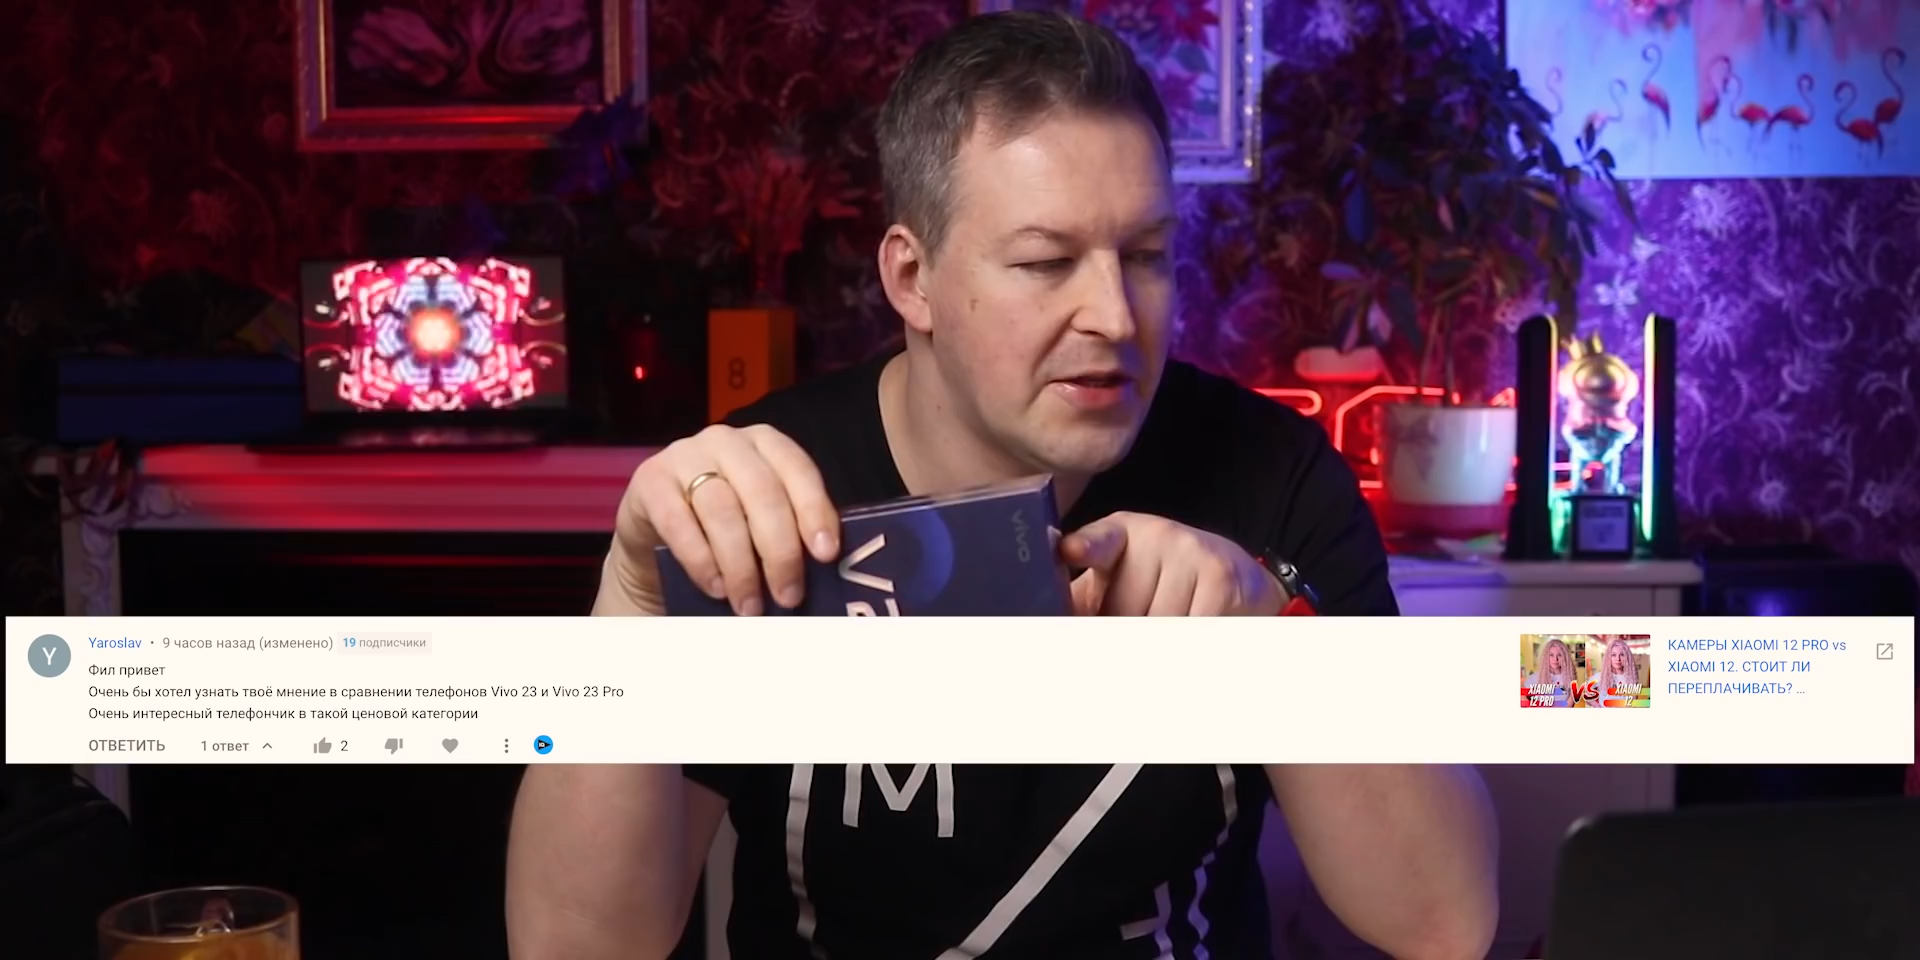 8
vivo
V2
Yaroslav • 9 часов назад (изменено) 19 подписчики
Фил привет
Очень бы хотел узнать твоё мнение в сравнении телефонов Vivo 23 и Vivo 23 Pro
Очень интересный телефончик в такой ценовой категории
ОТВЕТИТЬ 1 ответ 2
КАМЕРЫ XIAOMI 12 PRO vs
XIAOMI 12. СТОИТ ЛИ
ПЕРЕПЛАЧИВАТЬ? ...
XIAOMI
12 PRO
VS
XIAOMI
12
Y
M